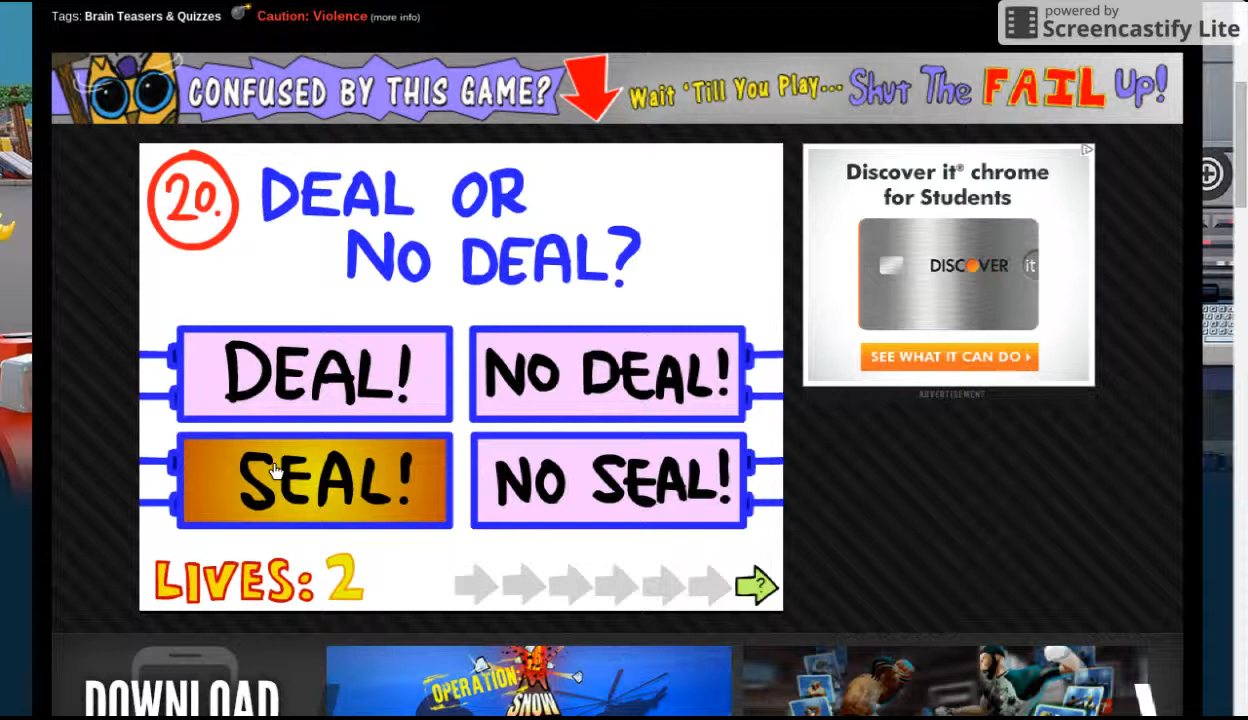 Tags: Brain Teasers & Quizzes Caution: Violence (more info)
powered by
Screencastify Lite
CONFUSED BY THIS GAME? Wait 'Till You Play... Shut The FAIL Up!
20. DEAL OR
NO DEAL?
Discover it® chrome
for Students
DISCOVER it
SEE WHAT IT CAN DO
ADVERTISEMENT
DEAL! NO DEAL!
SEAL! NO SEAL!
LIVES: 2 ?
DOWNLOAD
OPERATION
SNOW